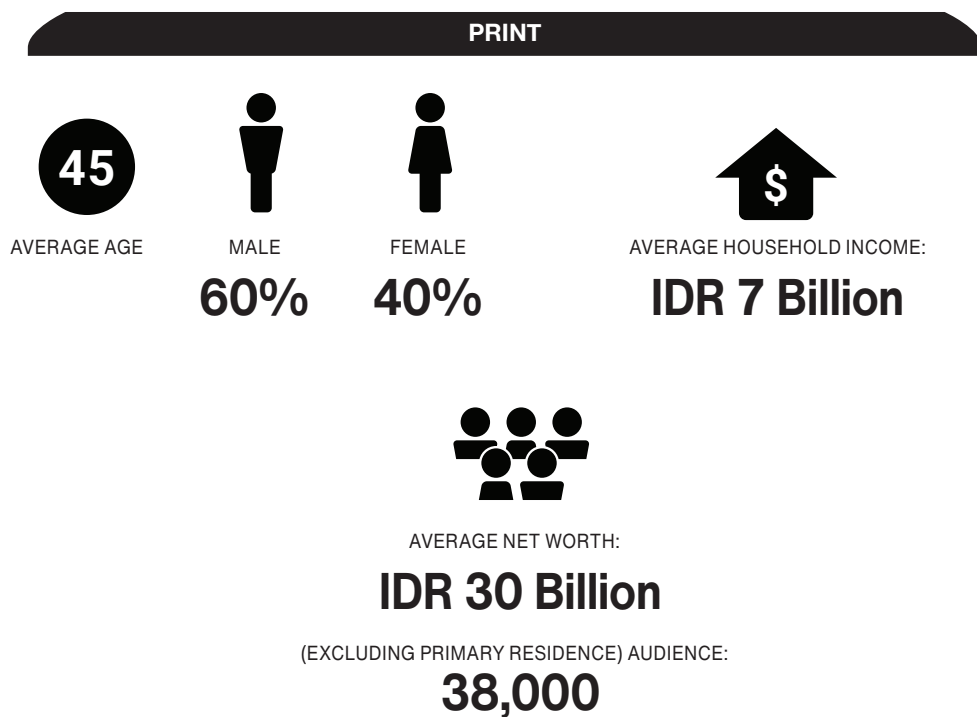 PRINT
45
$
AVERAGE AGE
MALE
FEMALE
AVERAGE HOUSEHOLD INCOME:
60%
40%
IDR 7 Billion
AVERAGE NET WORTH:
IDR 30 Billion
(EXCLUDING PRIMARY RESIDENCE) AUDIENCE:
38,000